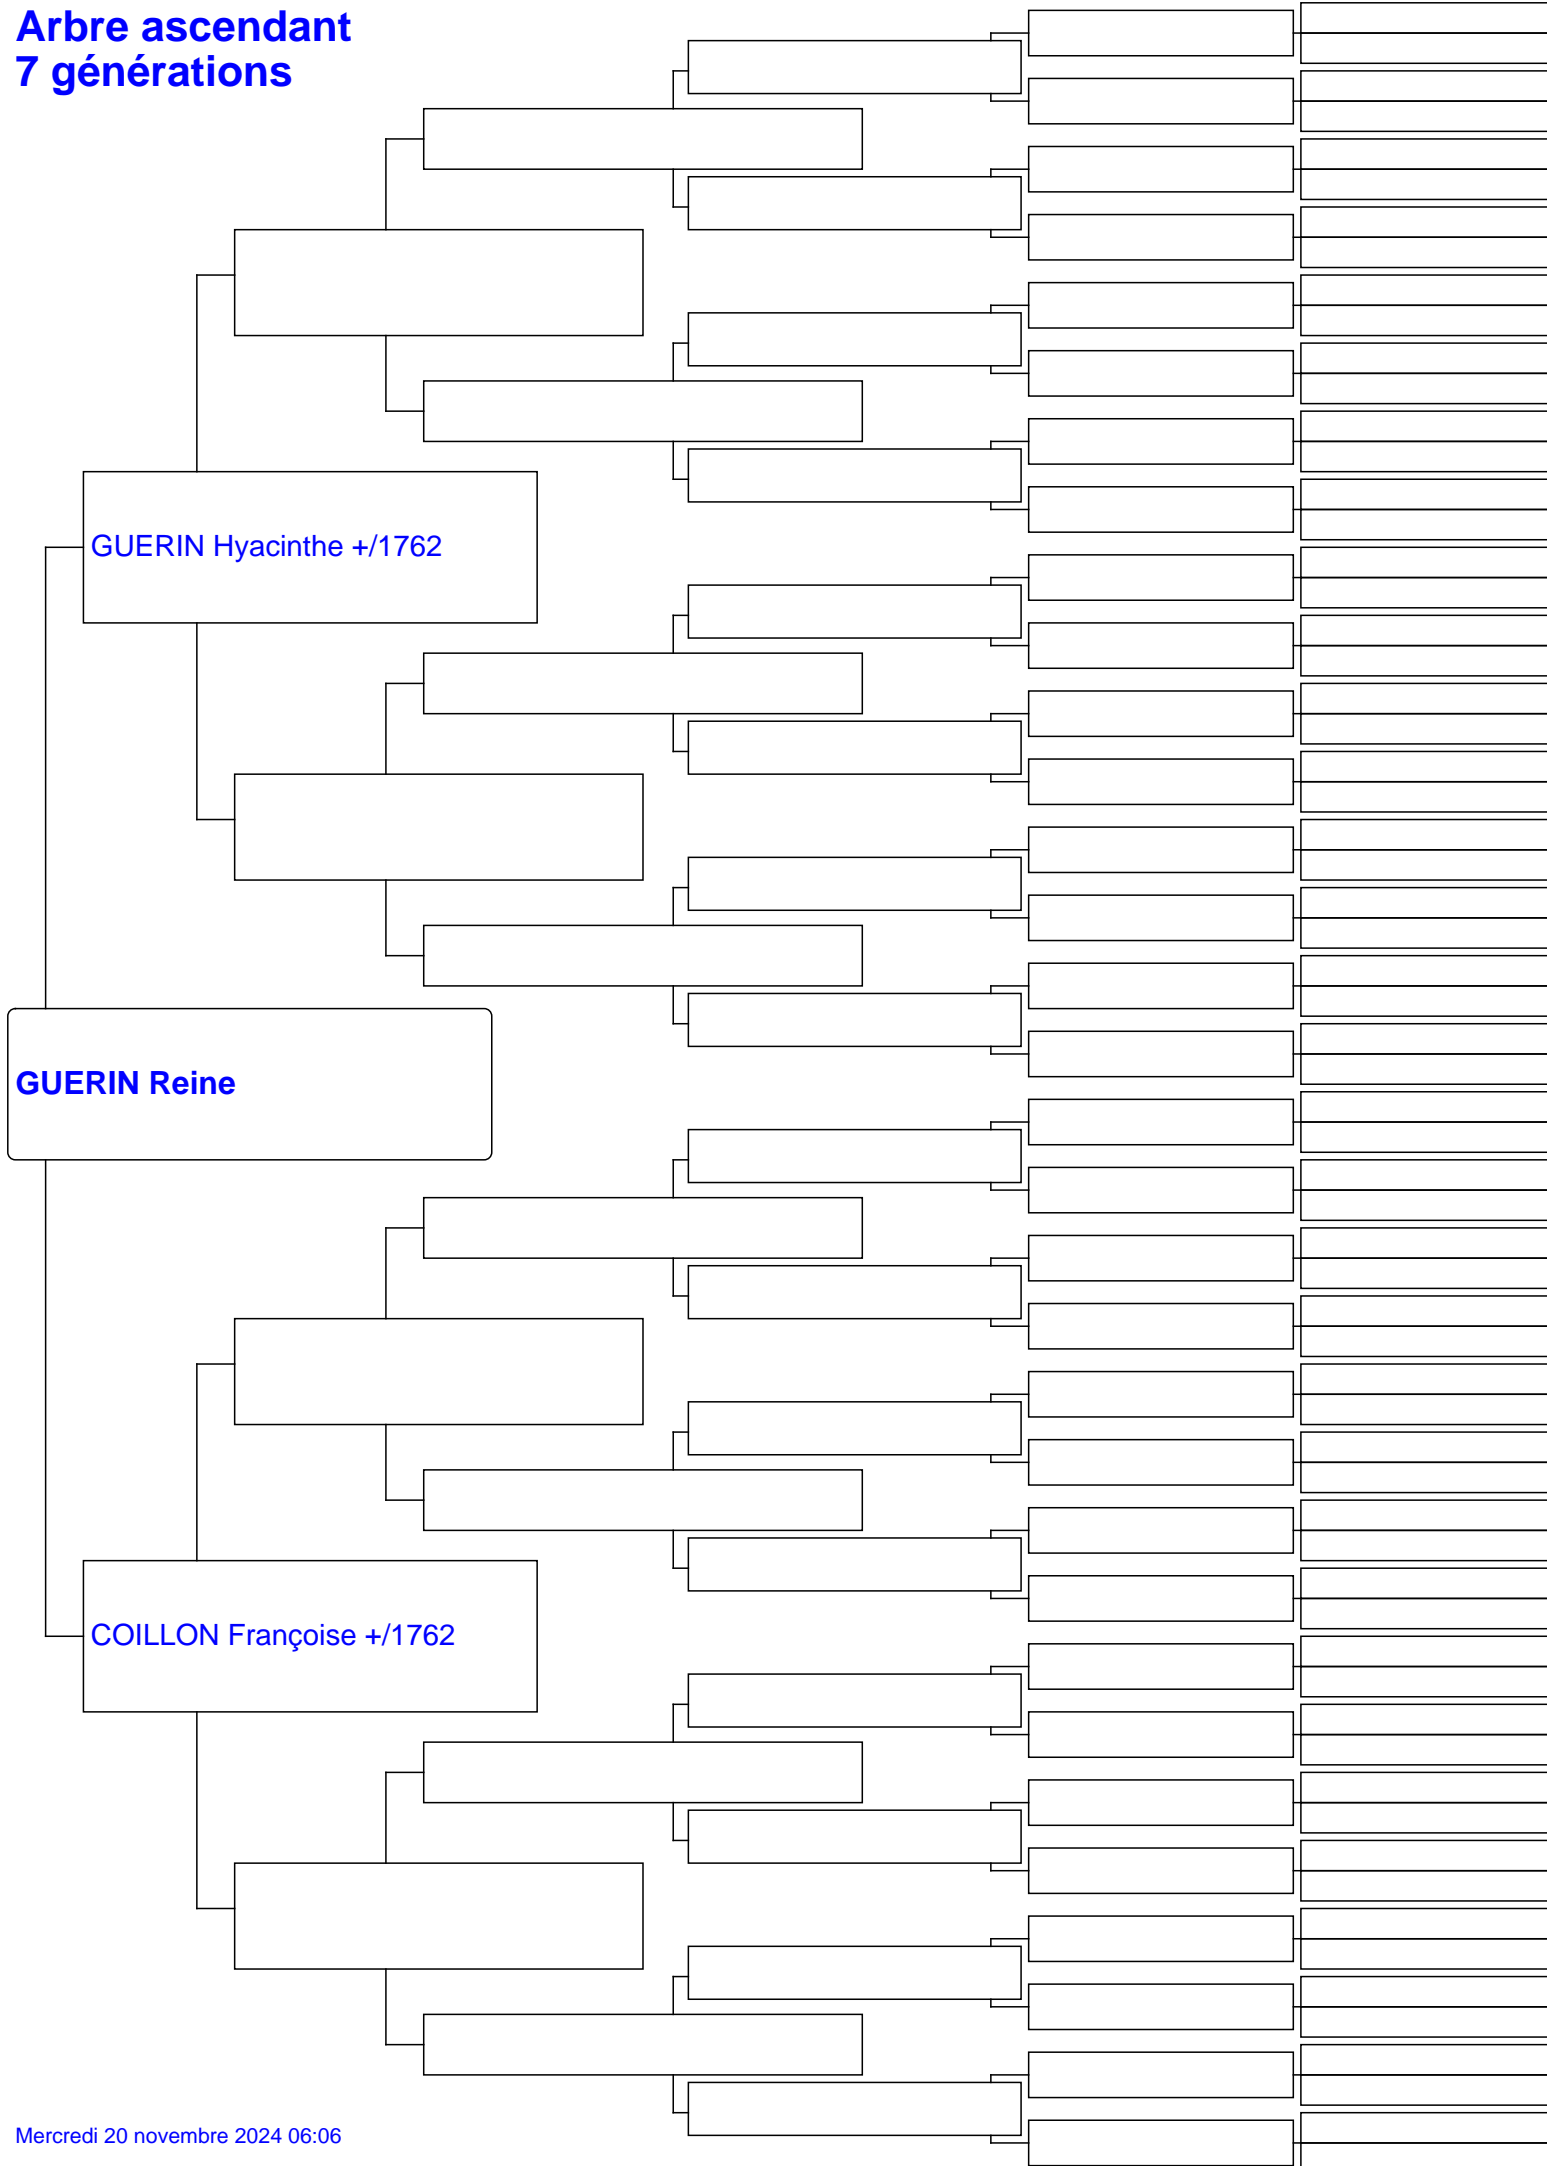 Arbre ascendant
7 générations
GUERIN Hyacinthe +/1762
GUERIN Reine
COILLON Françoise +/1762
Mercredi 20 novembre 2024 06:06